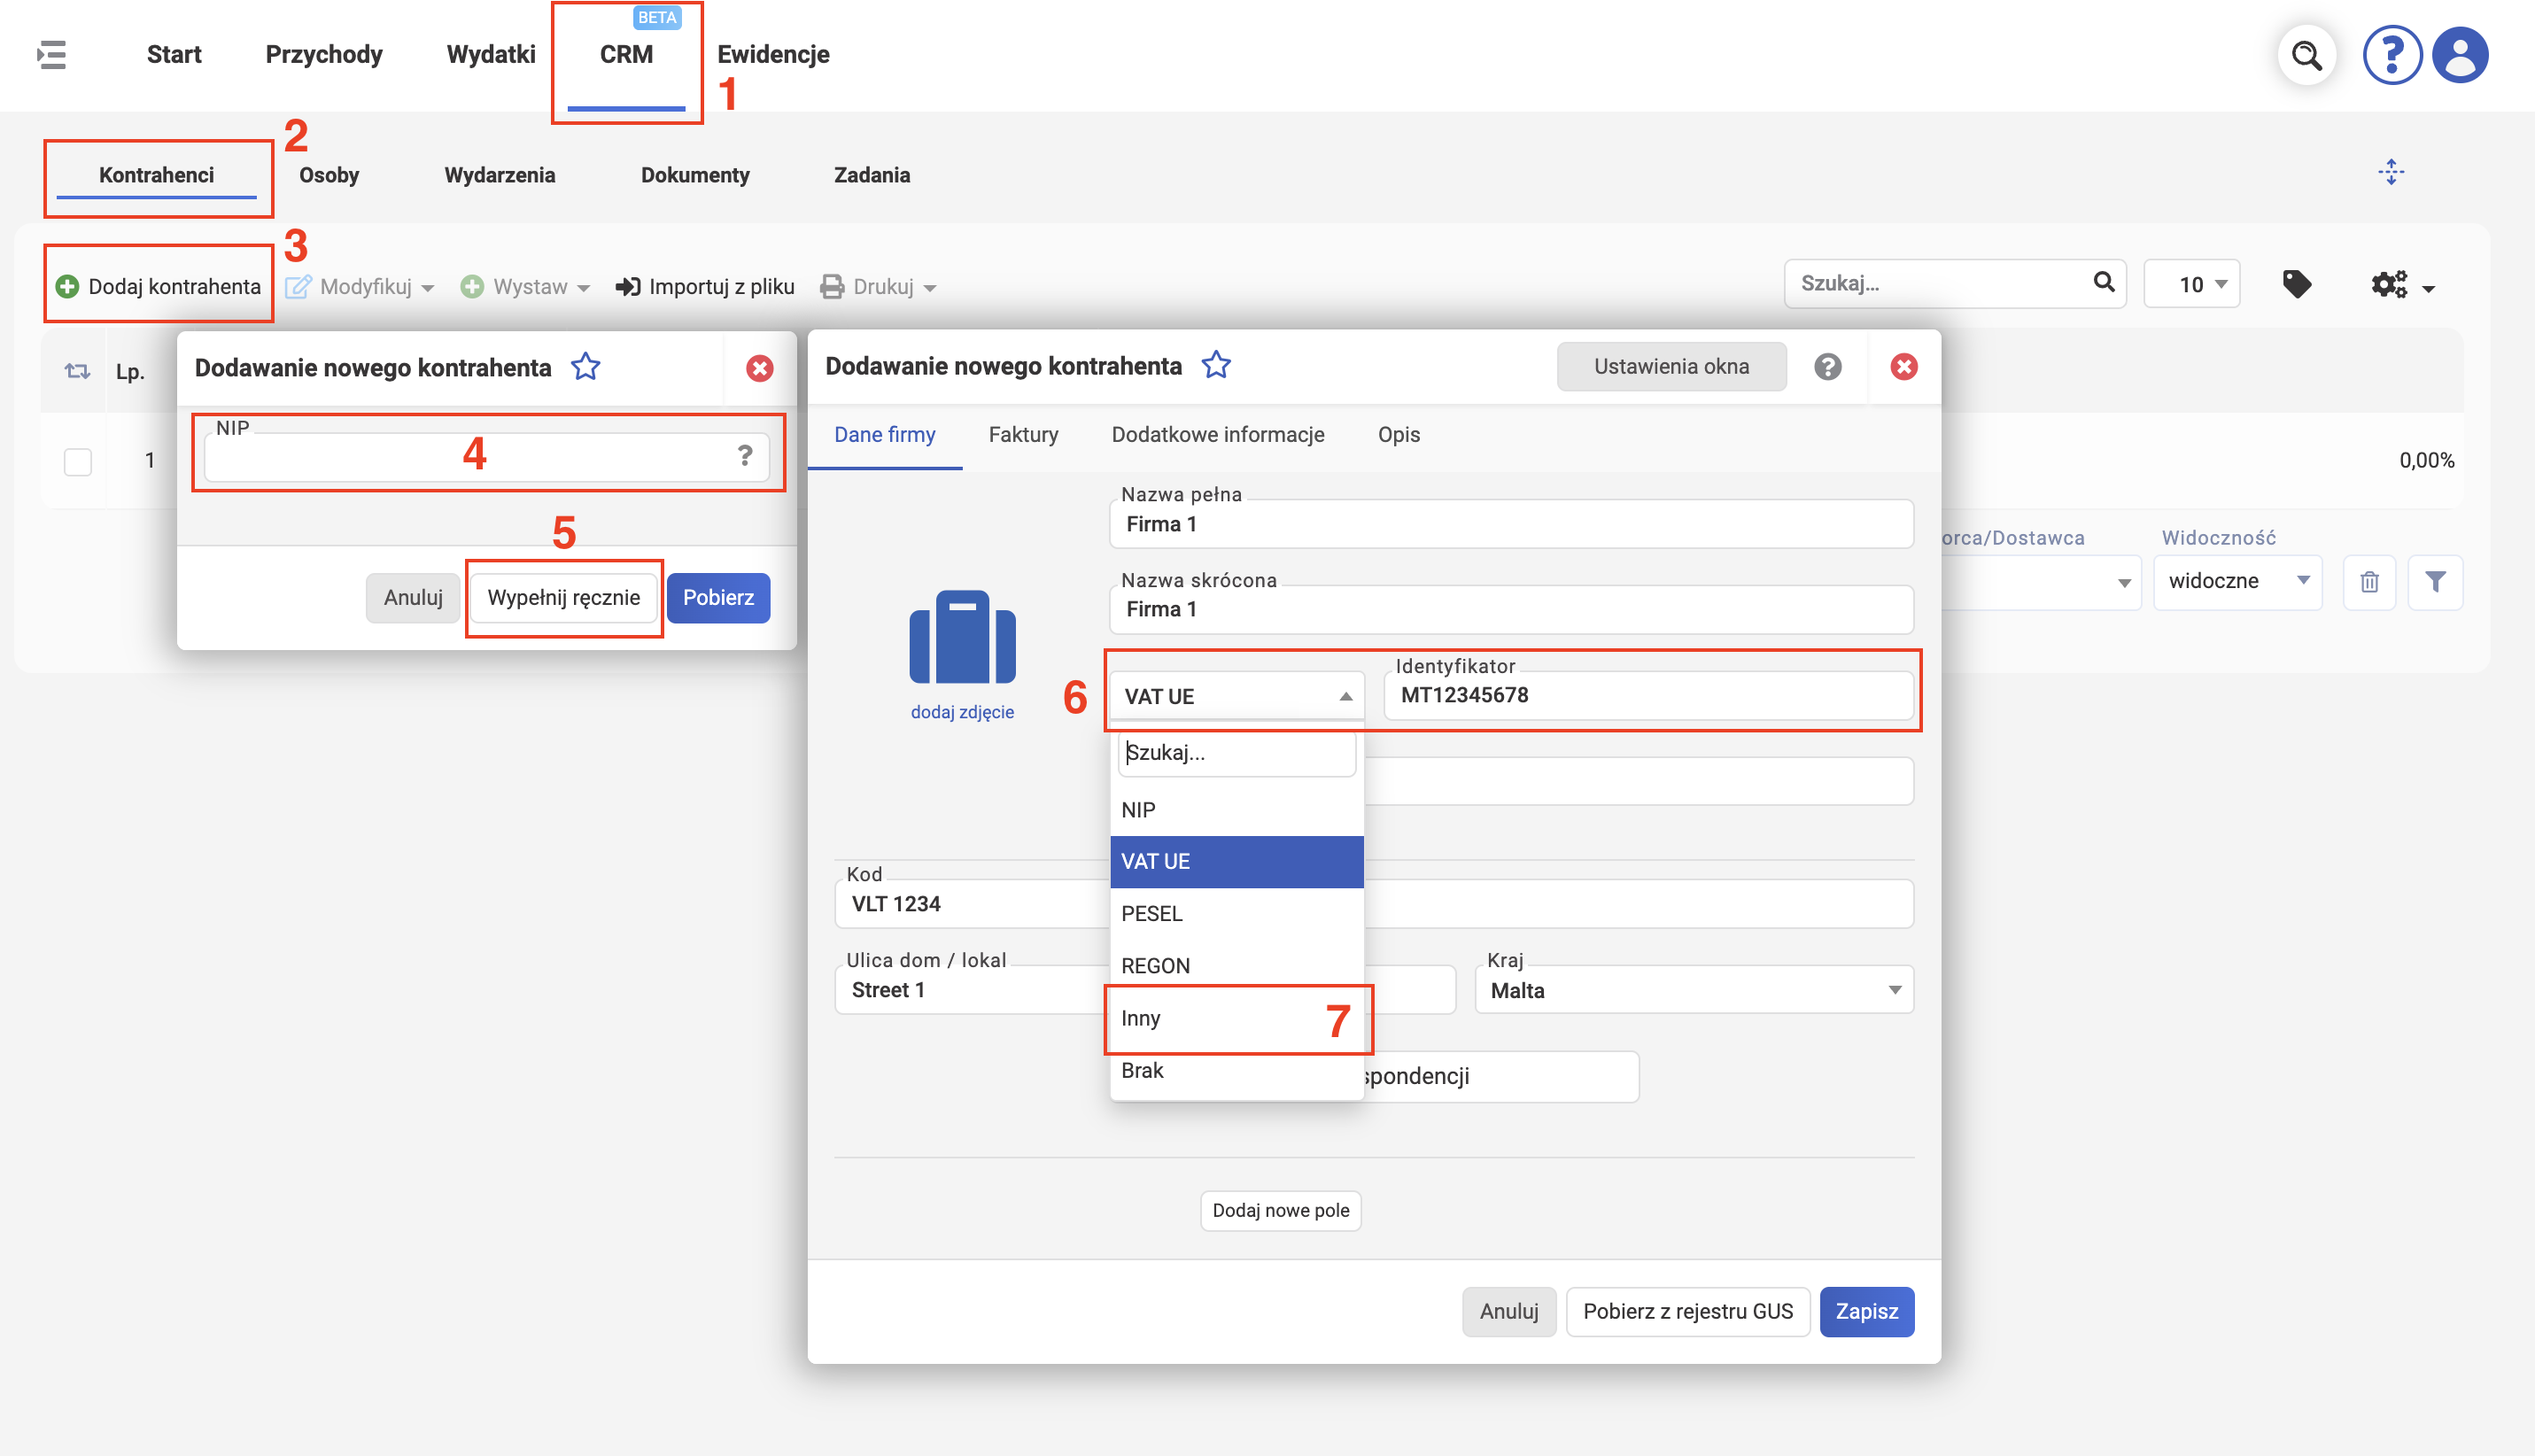 BETA
Start Przychody Wydatki CRM Ewidencje
1
2
Kontrahenci Osoby Wydarzenia Dokumenty Zadania
3
Dodaj kontrahenta Modyfikuj Wystaw Importuj z pliku Drukuj Szukaj... 10
Lp.
1 0,00%
Dodawanie nowego kontrahenta
NIP
4
?
5
Anuluj Wypełnij ręcznie Pobierz
Dodawanie nowego kontrahenta Ustawienia okna ?
Dane firmy Faktury Dodatkowe informacje Opis
Nazwa pełna
Firma 1
Nazwa skrócona
Firma 1
dodaj zdjęcie
6
VAT UE
Identyfikator
MT12345678
Szukaj...
NIP
VAT UE
PESEL
REGON
Inny 7
Brak
Kod
VLT 1234
Ulica dom / lokal
Street 1
Kraj
Malta
spondencji
Dodaj nowe pole
Anuluj Pobierz z rejestru GUS Zapisz
orca/Dostawca Widoczność
widoczne